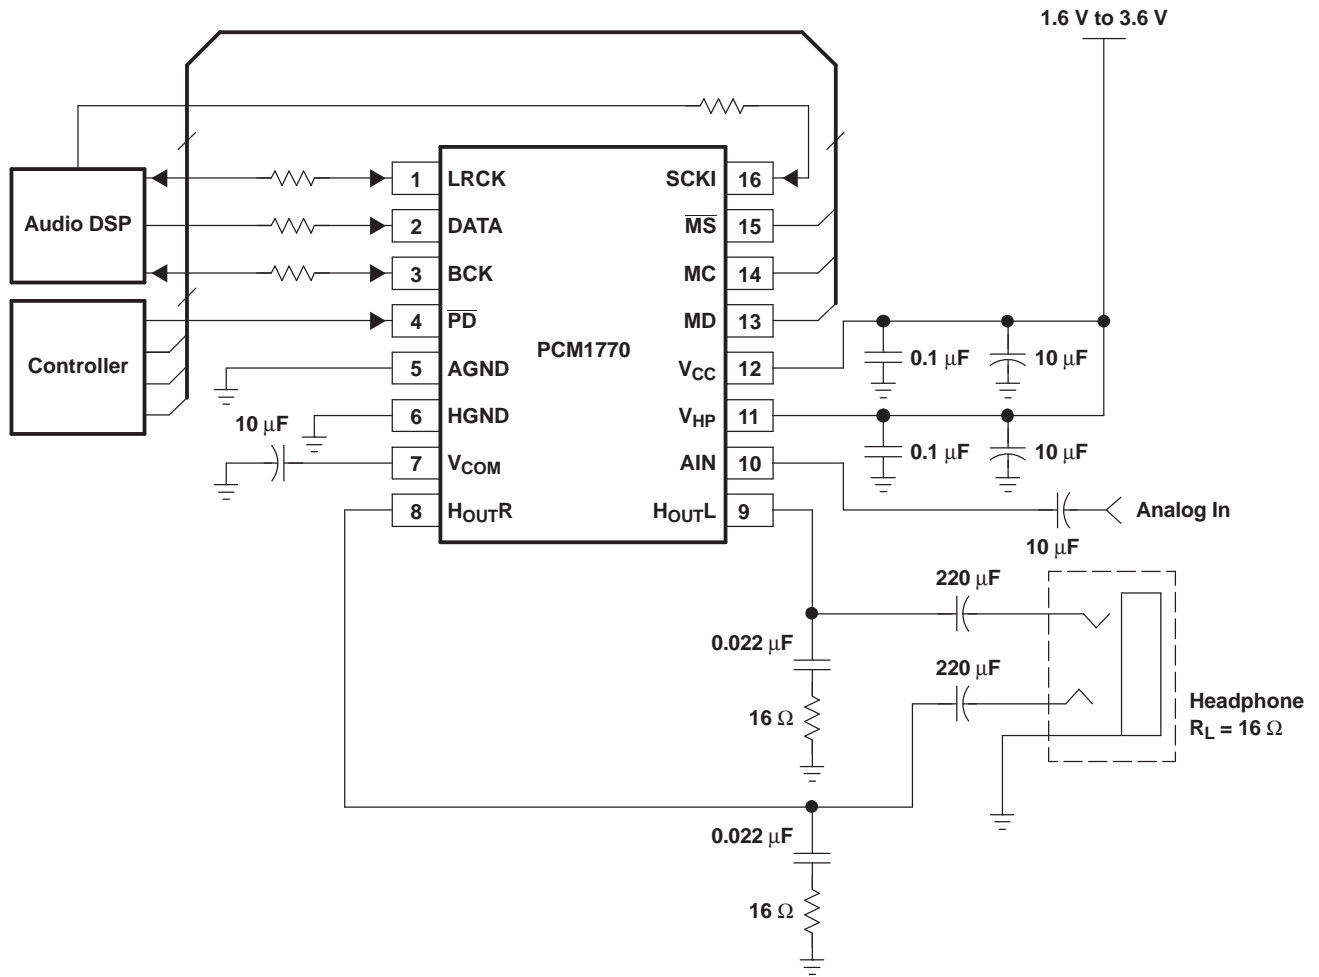 1.6 V to 3.6 V
Audio DSP
Controller
PCM1770
1 LRCK
2 DATA
3 BCK
4 P̅D̅
5 AGND
6 HGND
7 VCOM
8 HOUTR
SCKI 16
M̅S̅ 15
MC 14
MD 13
VCC 12
VHP 11
AIN 10
HOUTL 9
10 μF
0.1 μF
10 μF
0.1 μF
10 μF
Analog In
10 μF
220 μF
0.022 μF
220 μF
16 Ω
Headphone
RL = 16 Ω
0.022 μF
16 Ω